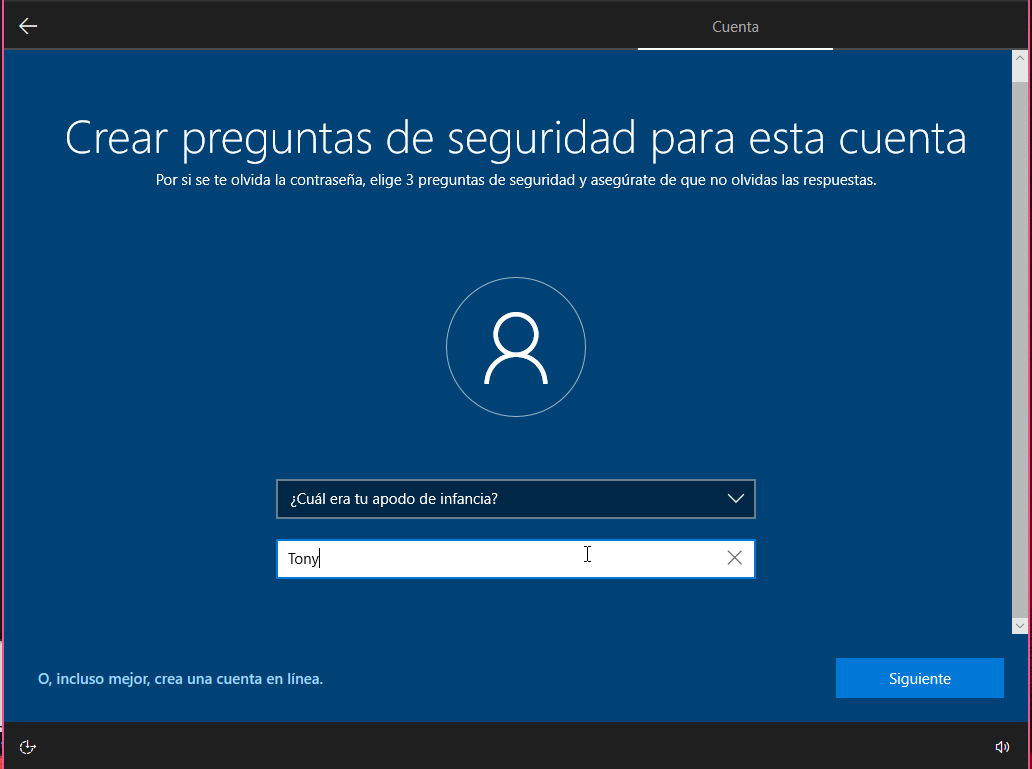 Cuenta
Crear preguntas de seguridad para esta cuenta
Por si se te olvida la contraseña, elige 3 preguntas de seguridad y asegúrate de que no olvidas las respuestas.
¿Cuál era tu apodo de infancia?
Tony
O, incluso mejor, crea una cuenta en línea.
Siguiente